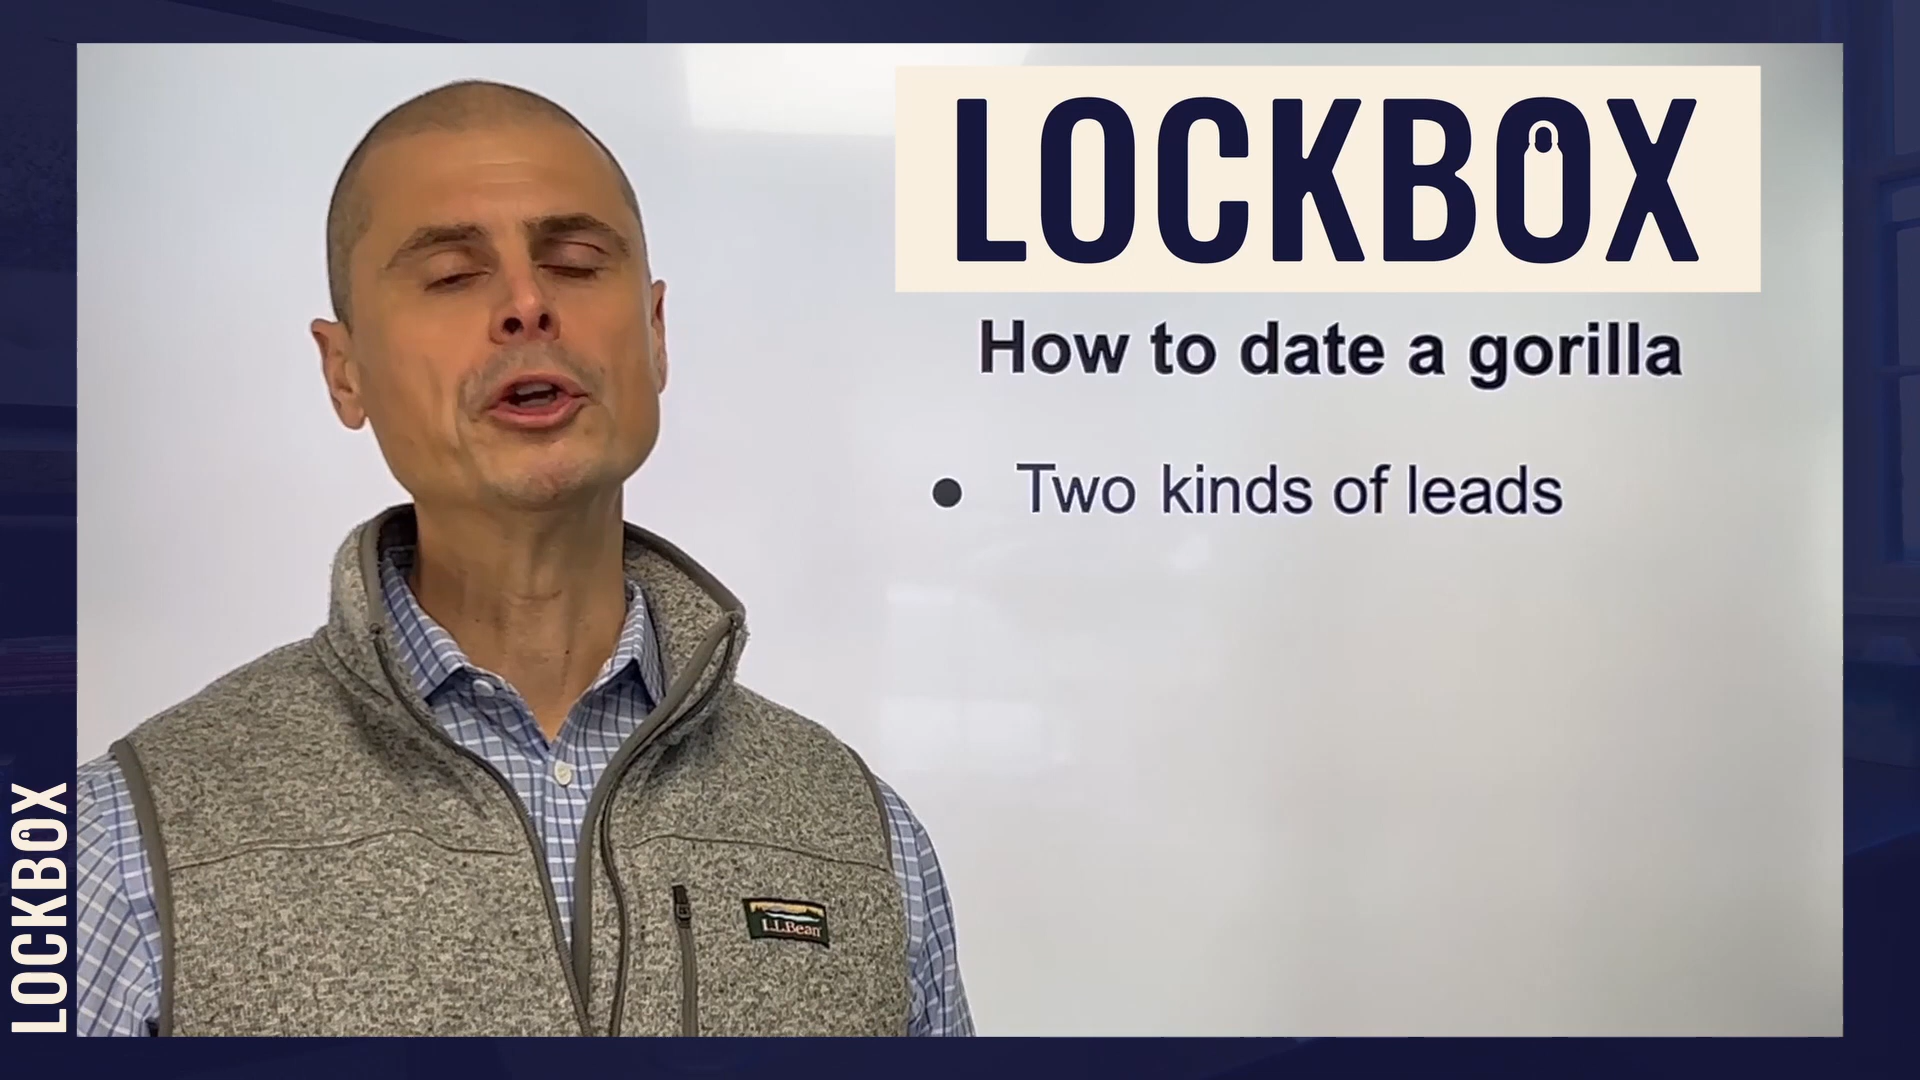 LOCKBOX
How to date a gorilla
● Two kinds of leads
L.L.Bean
LOCKBOX